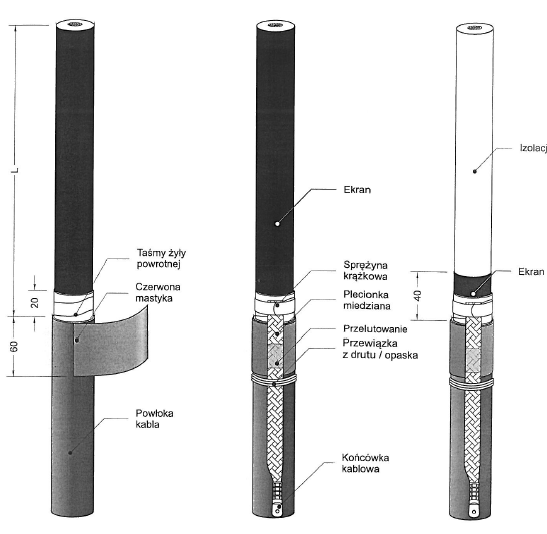 L
20
60
Taśmy żyły
powrotnej
Czerwona
mastyka
Powłoka
kabla
Ekran
Sprężyna
krążkowa
Plecionka
miedziana
Przelutowanie
Przewiązka
z drutu / opaska
Końcówka
kablowa
40
Izolacj
Ekran